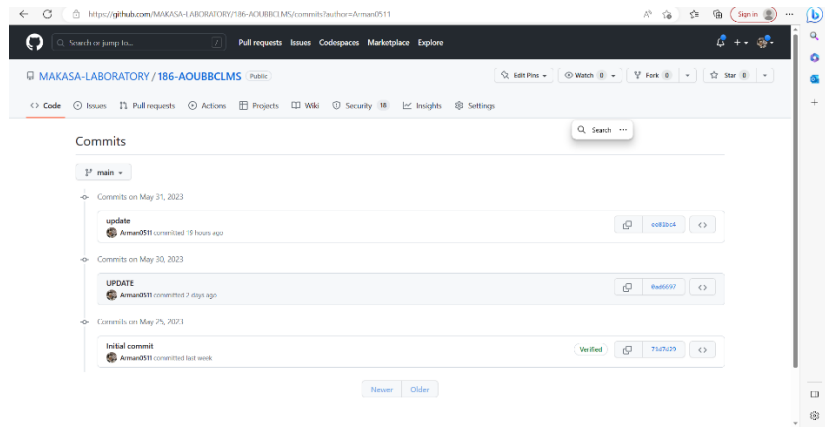 https://github.com/MAKASA-LABORATORY/186-AOUBBCLMS/commits?author=Arman0511
Sign in
Search or jump to...
/
Pull requests Issues Codespaces Marketplace Explore
MAKASA-LABORATORY / 186-AOUBBCLMS Public
Edit Pins Watch 0 Fork 0 Star 0
Code Issues Pull requests Actions Projects Wiki Security 18 Insights Settings
Search
Commits
main
Commits on May 31, 2023
update
Arman0511 committed 19 hours ago
Commits on May 30, 2023
UPDATE
Arman0511 committed 2 days ago
0ad6697
Commits on May 25, 2023
Initial commit
Verified
Arman0511 committed last week
Newer Older